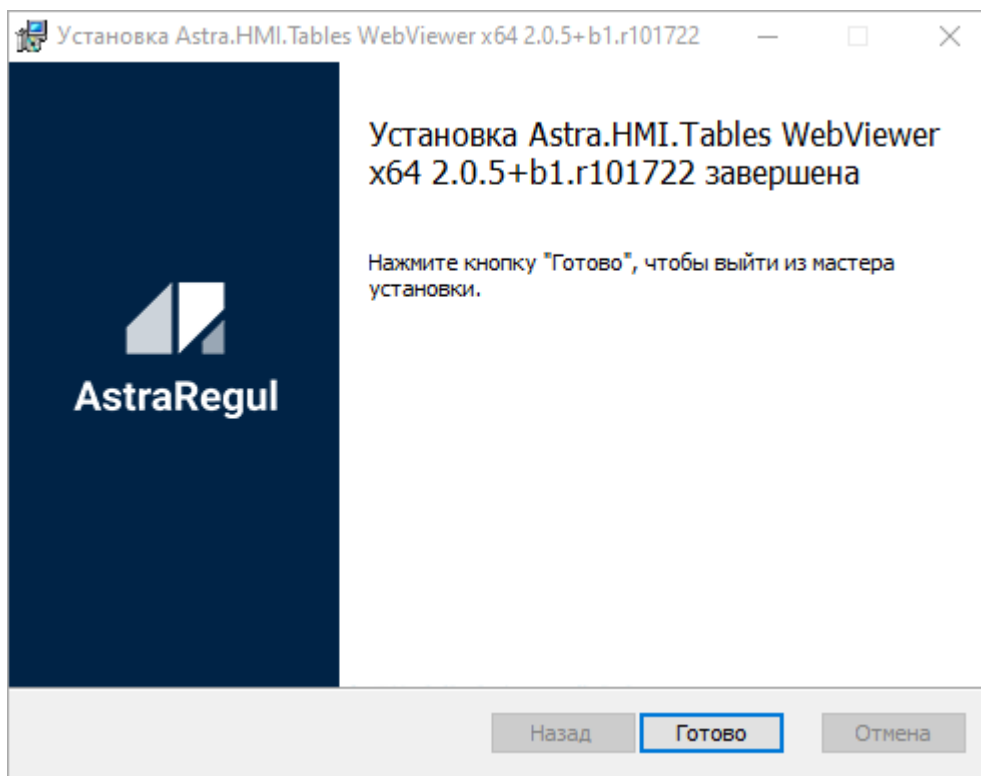 Установка Astra.HMI.Tables WebViewer x64 2.0.5+b1.r101722
Установка Astra.HMI.Tables WebViewer
x64 2.0.5+b1.r101722 завершена
Нажмите кнопку "Готово", чтобы выйти из мастера
установки.
AstraRegul
Назад
Готово
Отмена